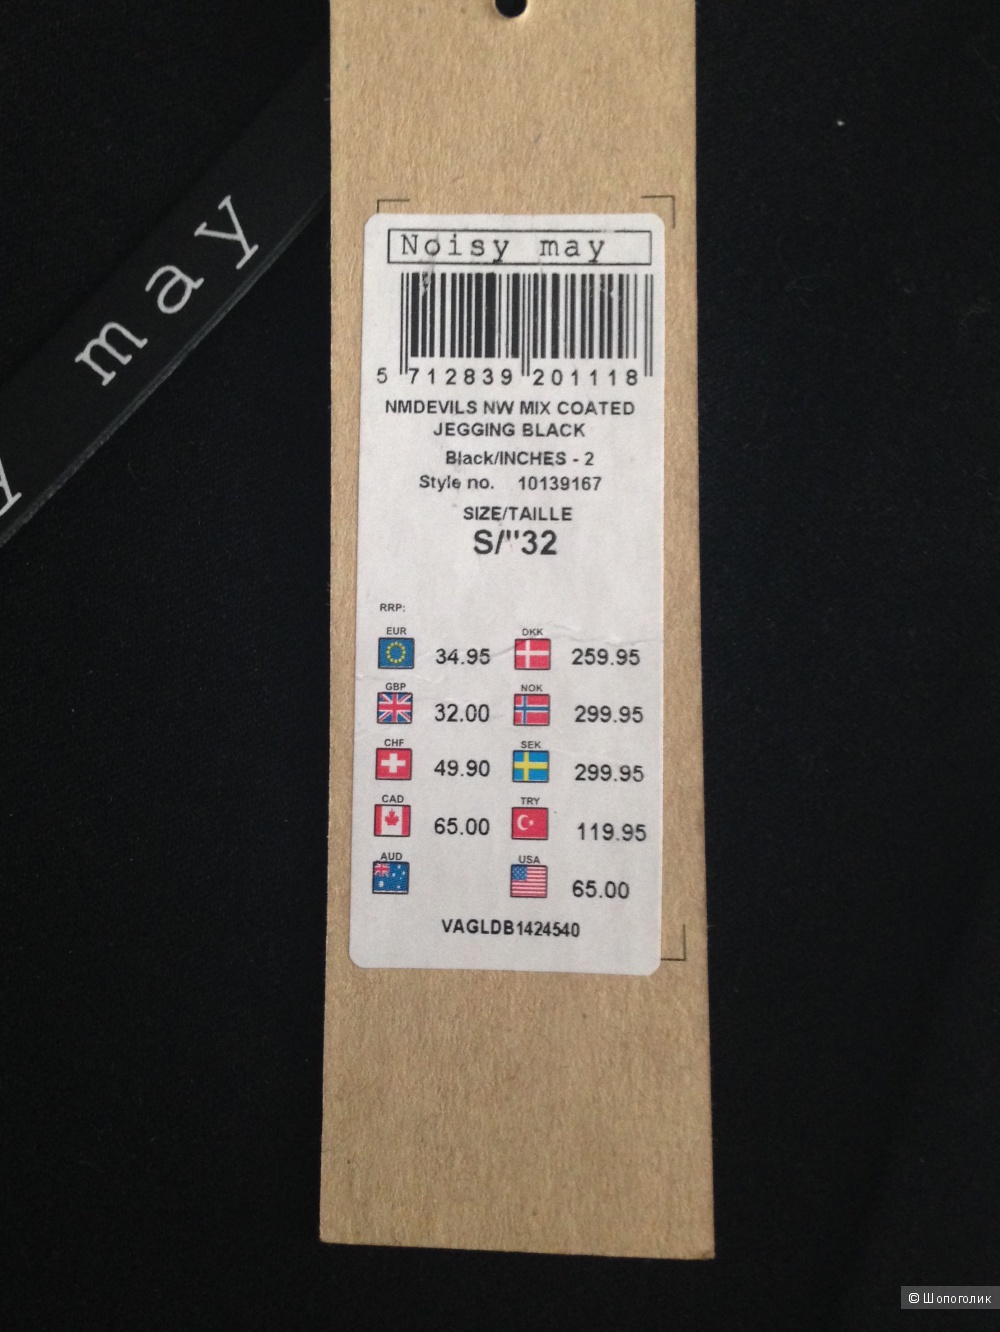 may
Noisy may
5 712839 201118
NMDEVILS NW MIX COATED
JEGGING BLACK
Black/INCHES - 2
Style no. 10139167
SIZE/TAILLE
S/"32
RRP:
EUR 34.95 DKK 259.95
GBP 32.00 NOK 299.95
CHF 49.90 SEK 299.95
CAD 65.00 TRY 119.95
AUD USA 65.00
VAGLDB1424540
© Шопоголик